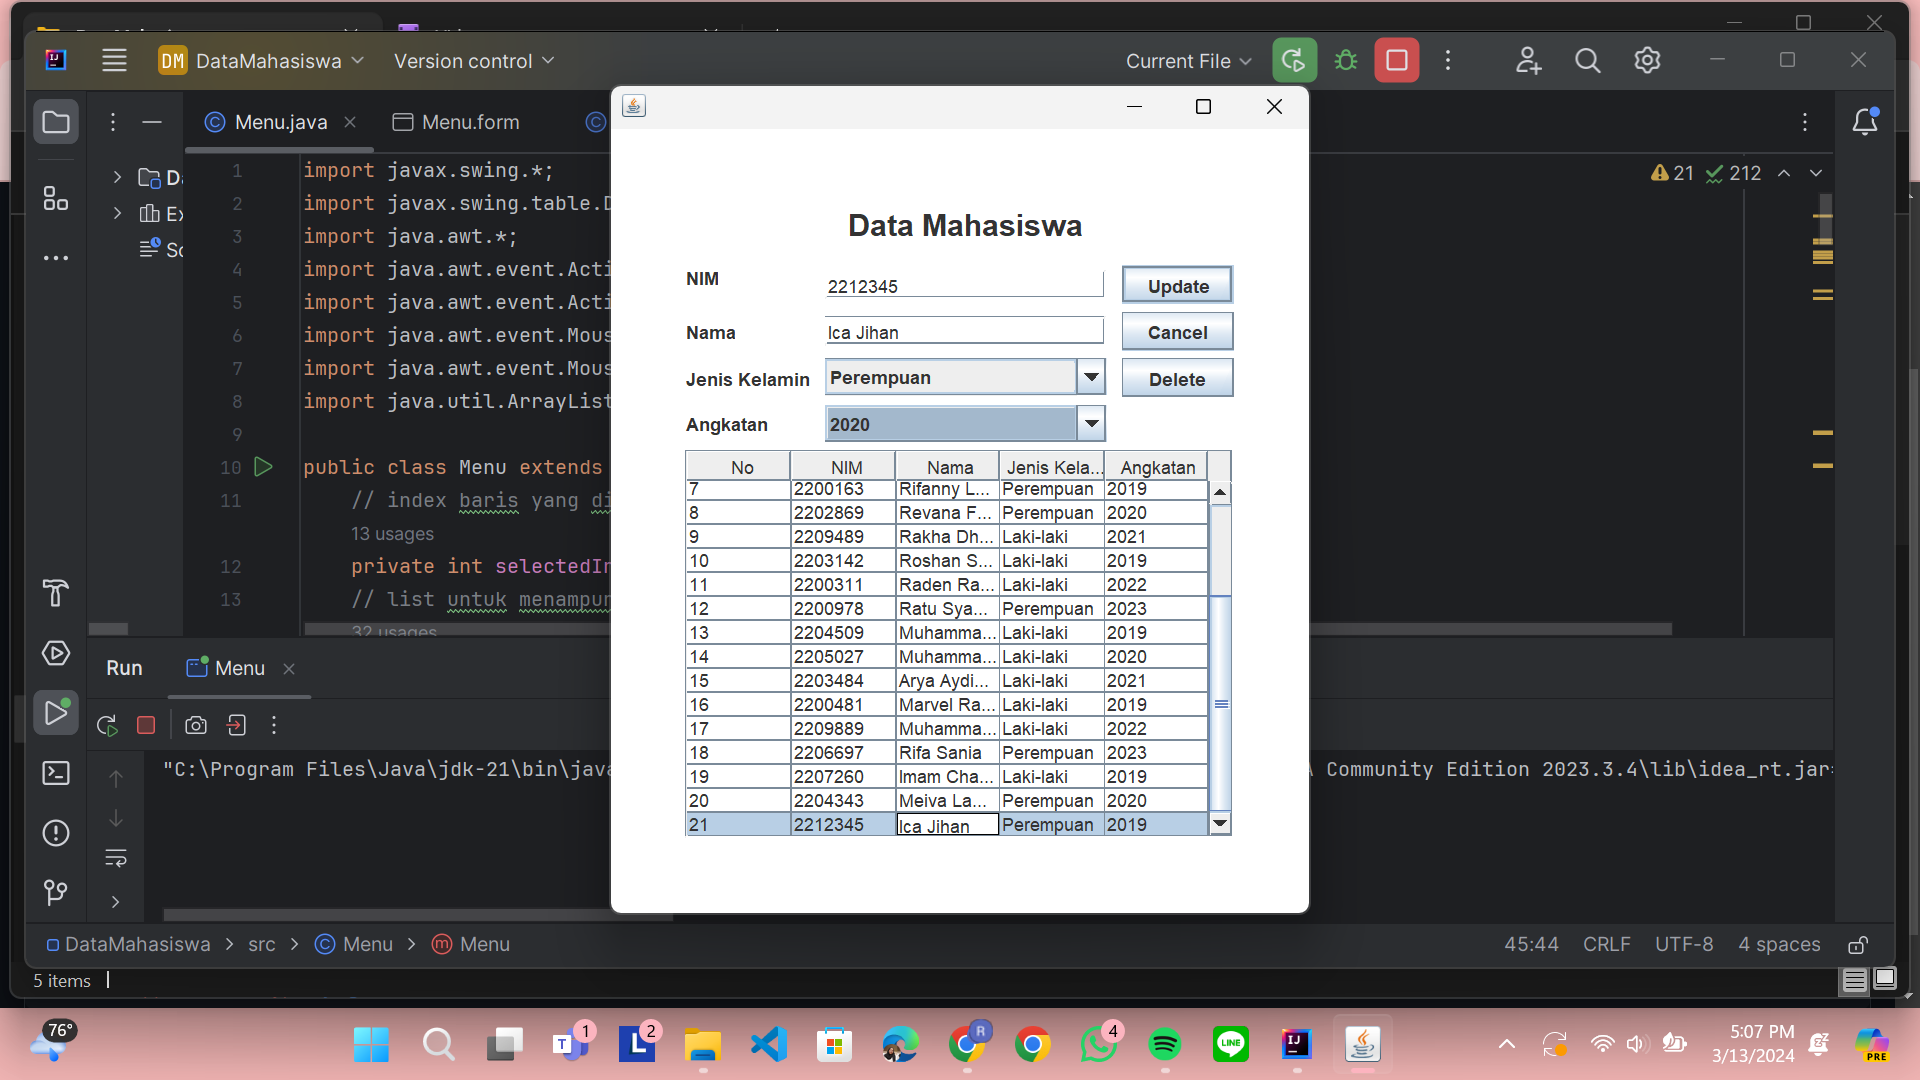 DM DataMahasiswa
Version control
Current File
Menu.java
Menu.form
21
212
1 import javax.swing.*;
2 import javax.swing.table.D
3 import java.awt.*;
4 import java.awt.event.Acti
5 import java.awt.event.Acti
6 import java.awt.event.Mous
7 import java.awt.event.Mous
8 import java.util.ArrayList
9
10 public class Menu extends
11 // index baris yang di
13 usages
12 private int selectedIn
13 // list untuk menampun
32 usages
Data Mahasiswa
NIM 2212345 Update
Nama Ica Jihan Cancel
Jenis Kelamin Perempuan Delete
Angkatan 2020
No NIM Nama Jenis Kela... Angkatan
7 2200163 Rifanny L... Perempuan 2019
8 2202869 Revana F... Perempuan 2020
9 2209489 Rakha Dh... Laki-laki 2021
10 2203142 Roshan S... Laki-laki 2019
11 2200311 Raden Ra... Laki-laki 2022
12 2200978 Ratu Sya... Perempuan 2023
13 2204509 Muhamma... Laki-laki 2019
14 2205027 Muhamma... Laki-laki 2020
15 2203484 Arya Aydi... Laki-laki 2021
16 2200481 Marvel Ra... Laki-laki 2019
17 2209889 Muhamma... Laki-laki 2022
18 2206697 Rifa Sania Perempuan 2023
19 2207260 Imam Cha... Laki-laki 2019
20 2204343 Meiva La... Perempuan 2020
21 2212345 Ica Jihan Perempuan 2019
Run
Menu
"C:\Program Files\Java\jdk-21\bin\java
Community Edition 2023.3.4\lib\idea_rt.jar=
DataMahasiswa > src > Menu > Menu
45:44 CRLF UTF-8 4 spaces
5 items
76°
1
2
R
4
LINE
5:07 PM
3/13/2024
PRE